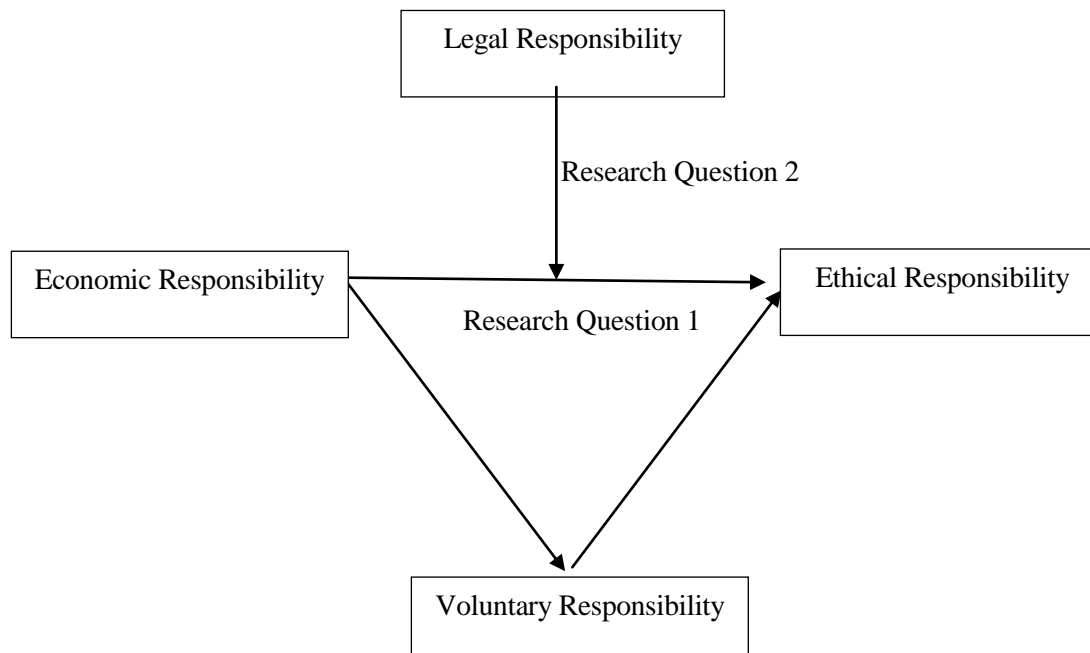 Legal Responsibility
Research Question 2
Economic Responsibility
Ethical Responsibility
Research Question 1
Voluntary Responsibility